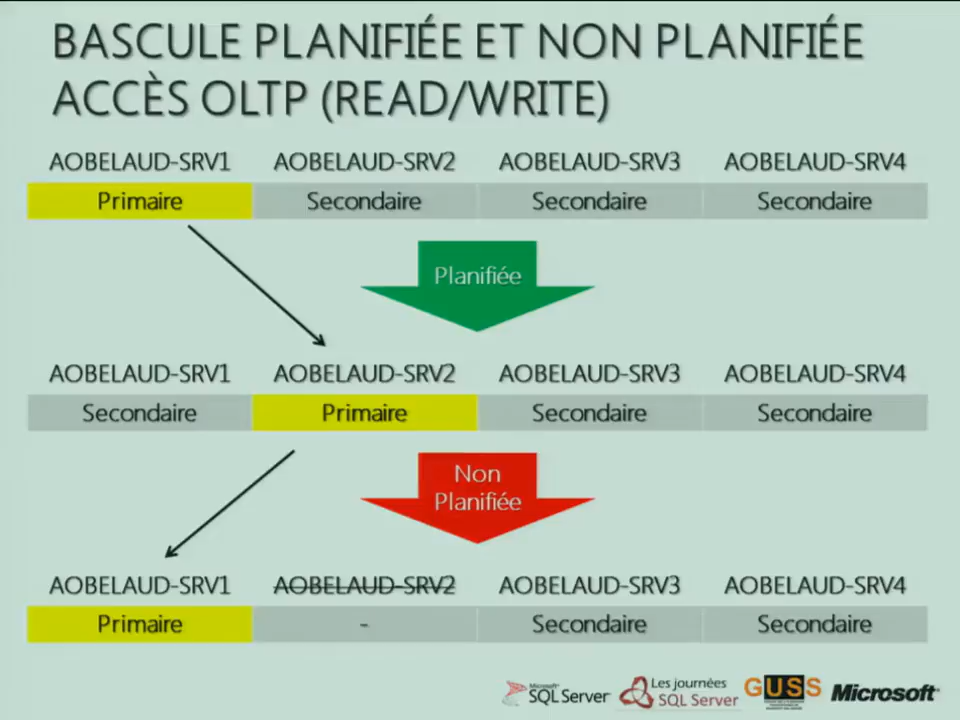 BASCULE PLANIFIÉE ET NON PLANIFIÉE
ACCÈS OLTP (READ/WRITE)
AOBELAUD-SRV1 AOBELAUD-SRV2 AOBELAUD-SRV3 AOBELAUD-SRV4
Primaire Secondaire Secondaire Secondaire
Planifiée
AOBELAUD-SRV1 AOBELAUD-SRV2 AOBELAUD-SRV3 AOBELAUD-SRV4
Secondaire Primaire Secondaire Secondaire
Non
Planifiée
AOBELAUD-SRV1 AOBELAUD-SRV2 AOBELAUD-SRV3 AOBELAUD-SRV4
Primaire - Secondaire Secondaire
Microsoft
SQL Server
Les journées
SQL Server
GUSS
Microsoft